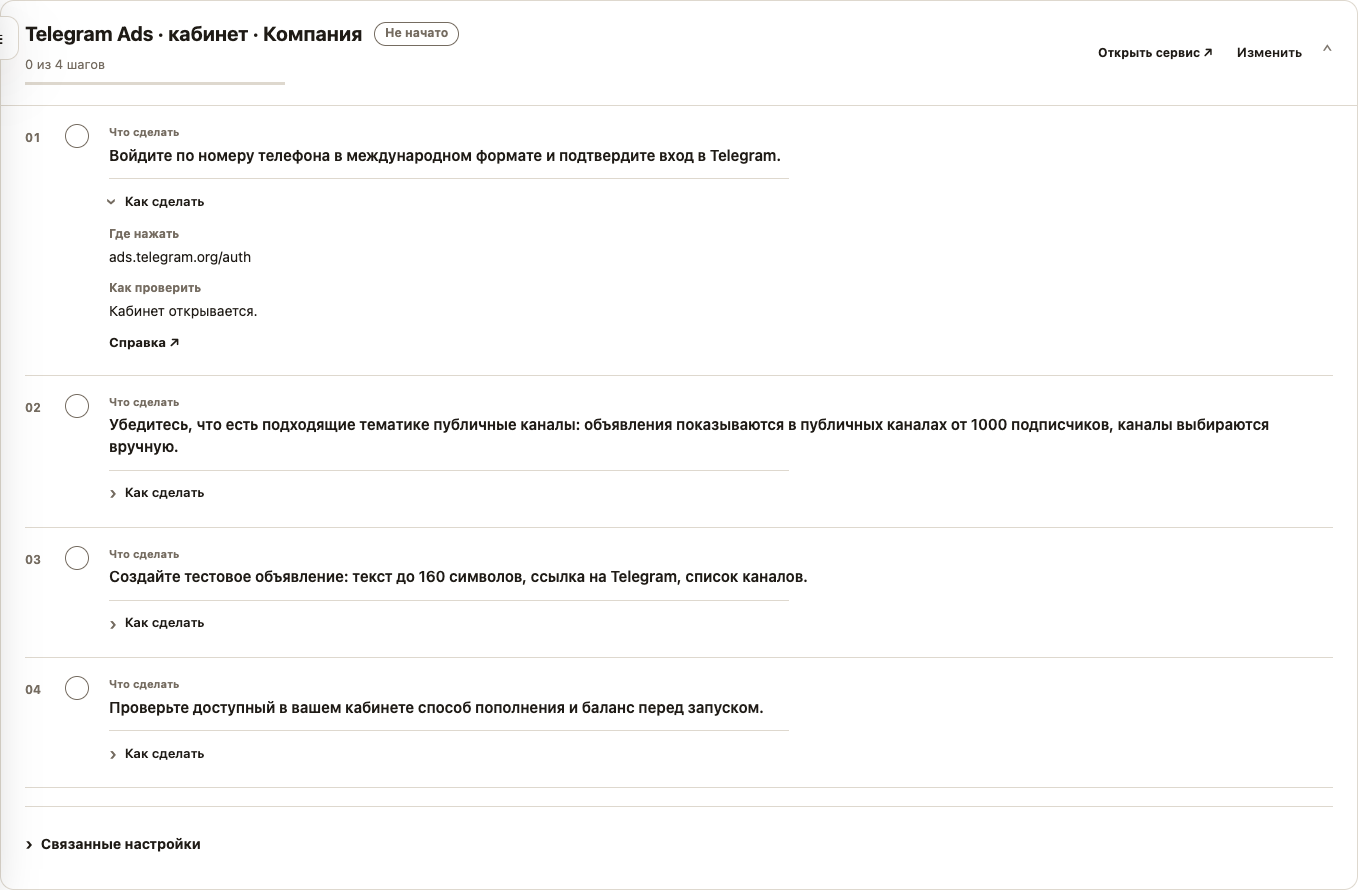 Telegram Ads · кабинет · Компания
Не начато
0 из 4 шагов
Открыть сервис ↗
Изменить
01
Что сделать
Войдите по номеру телефона в международном формате и подтвердите вход в Telegram.
Как сделать
Где нажать
ads.telegram.org/auth
Как проверить
Кабинет открывается.
Справка ↗
02
Что сделать
Убедитесь, что есть подходящие тематике публичные каналы: объявления показываются в публичных каналах от 1000 подписчиков, каналы выбираются
вручную.
Как сделать
03
Что сделать
Создайте тестовое объявление: текст до 160 символов, ссылка на Telegram, список каналов.
Как сделать
04
Что сделать
Проверьте доступный в вашем кабинете способ пополнения и баланс перед запуском.
Как сделать
Связанные настройки